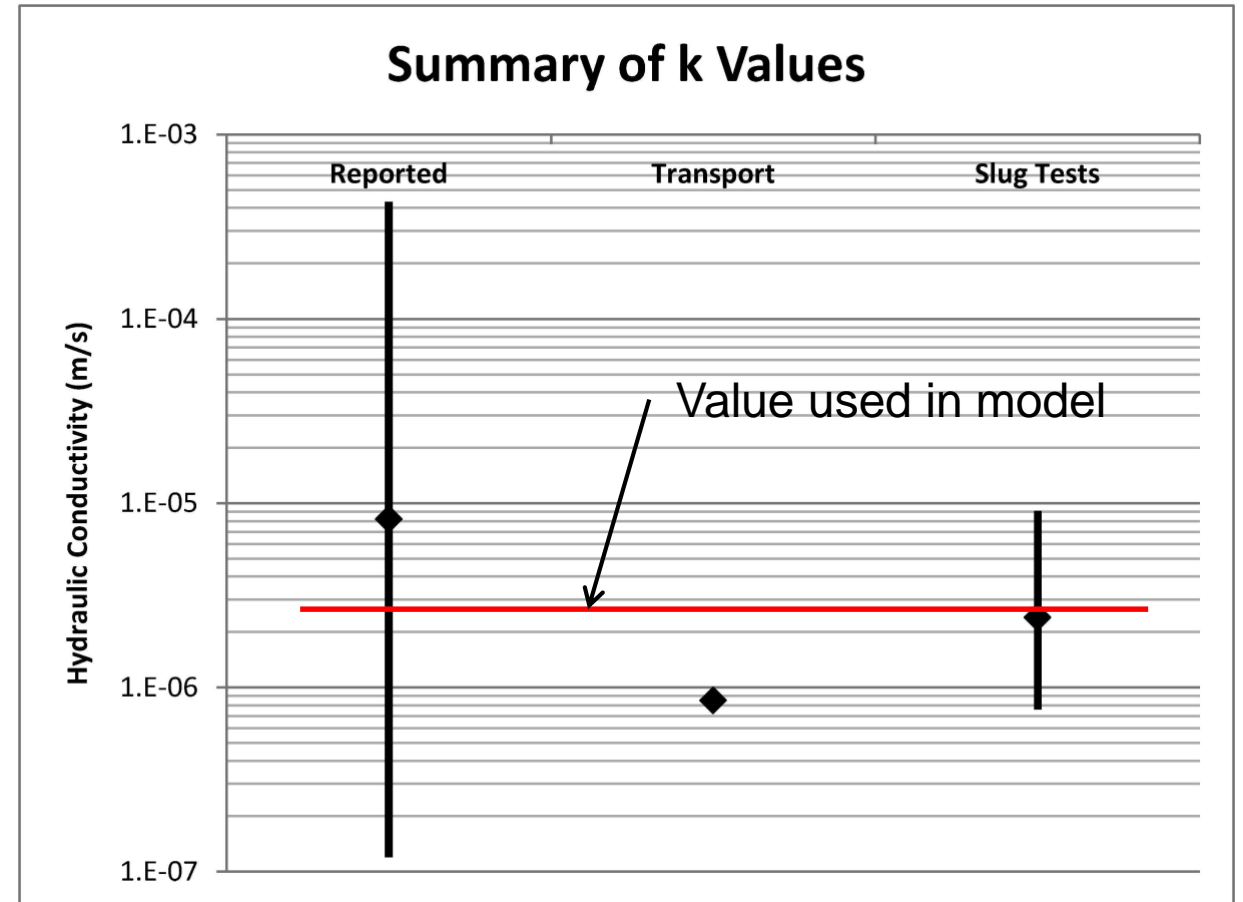 Summary of k Values
1.E-03
Reported Transport Slug Tests
1.E-04
Value used in model
Hydraulic Conductivity (m/s)
1.E-05
1.E-06
1.E-07